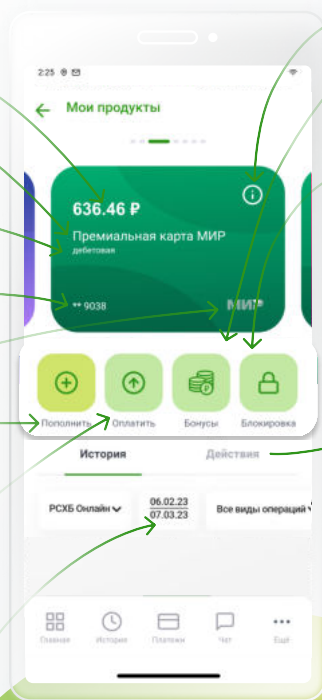 2:25
Мои продукты
636.46 ₽
Премиальная карта МИР
дебетовая
** 9038
МИР
Пополнить Оплатить Бонусы Блокировка
История Действия
РСХБ Онлайн 06.02.23 Все виды операций
07.03.23
Главная История Платежи Чат Ещё